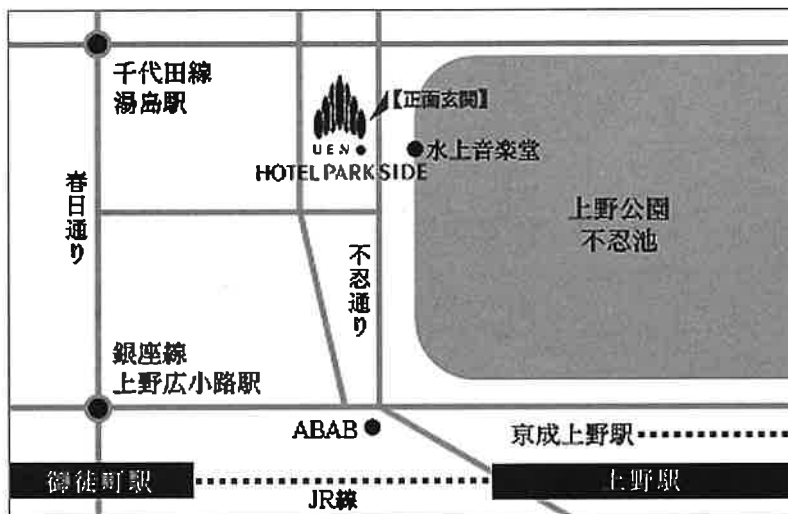 千代田線
湯島駅
【正面玄関】
UENO
HOTEL PARKSIDE
水上音楽堂
春日通り
上野公園
不忍池
不忍通り
銀座線
上野広小路駅
ABAB
京成上野駅
御徒町駅
JR線
上野駅